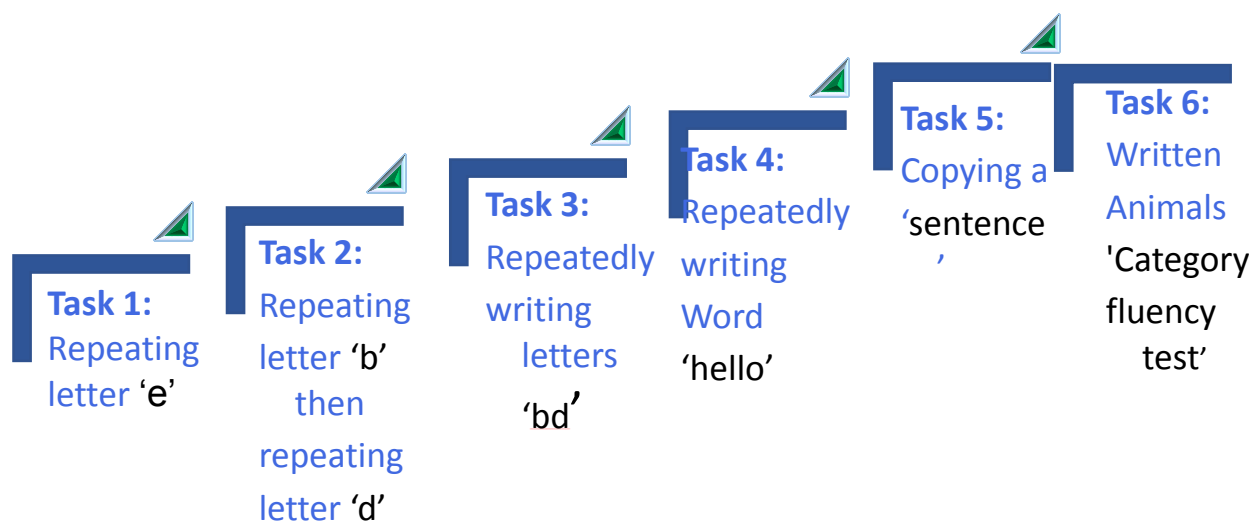 Task 1:
Repeating
letter ‘e’
Task 2:
Repeating
letter ‘b’
then
repeating
letter ‘d’
Task 3:
Repeatedly
writing
letters
‘bd’
Task 4:
Repeatedly
writing
Word
‘hello’
Task 5:
Copying a
‘sentence
’
Task 6:
Written
Animals
'Category
fluency
test’